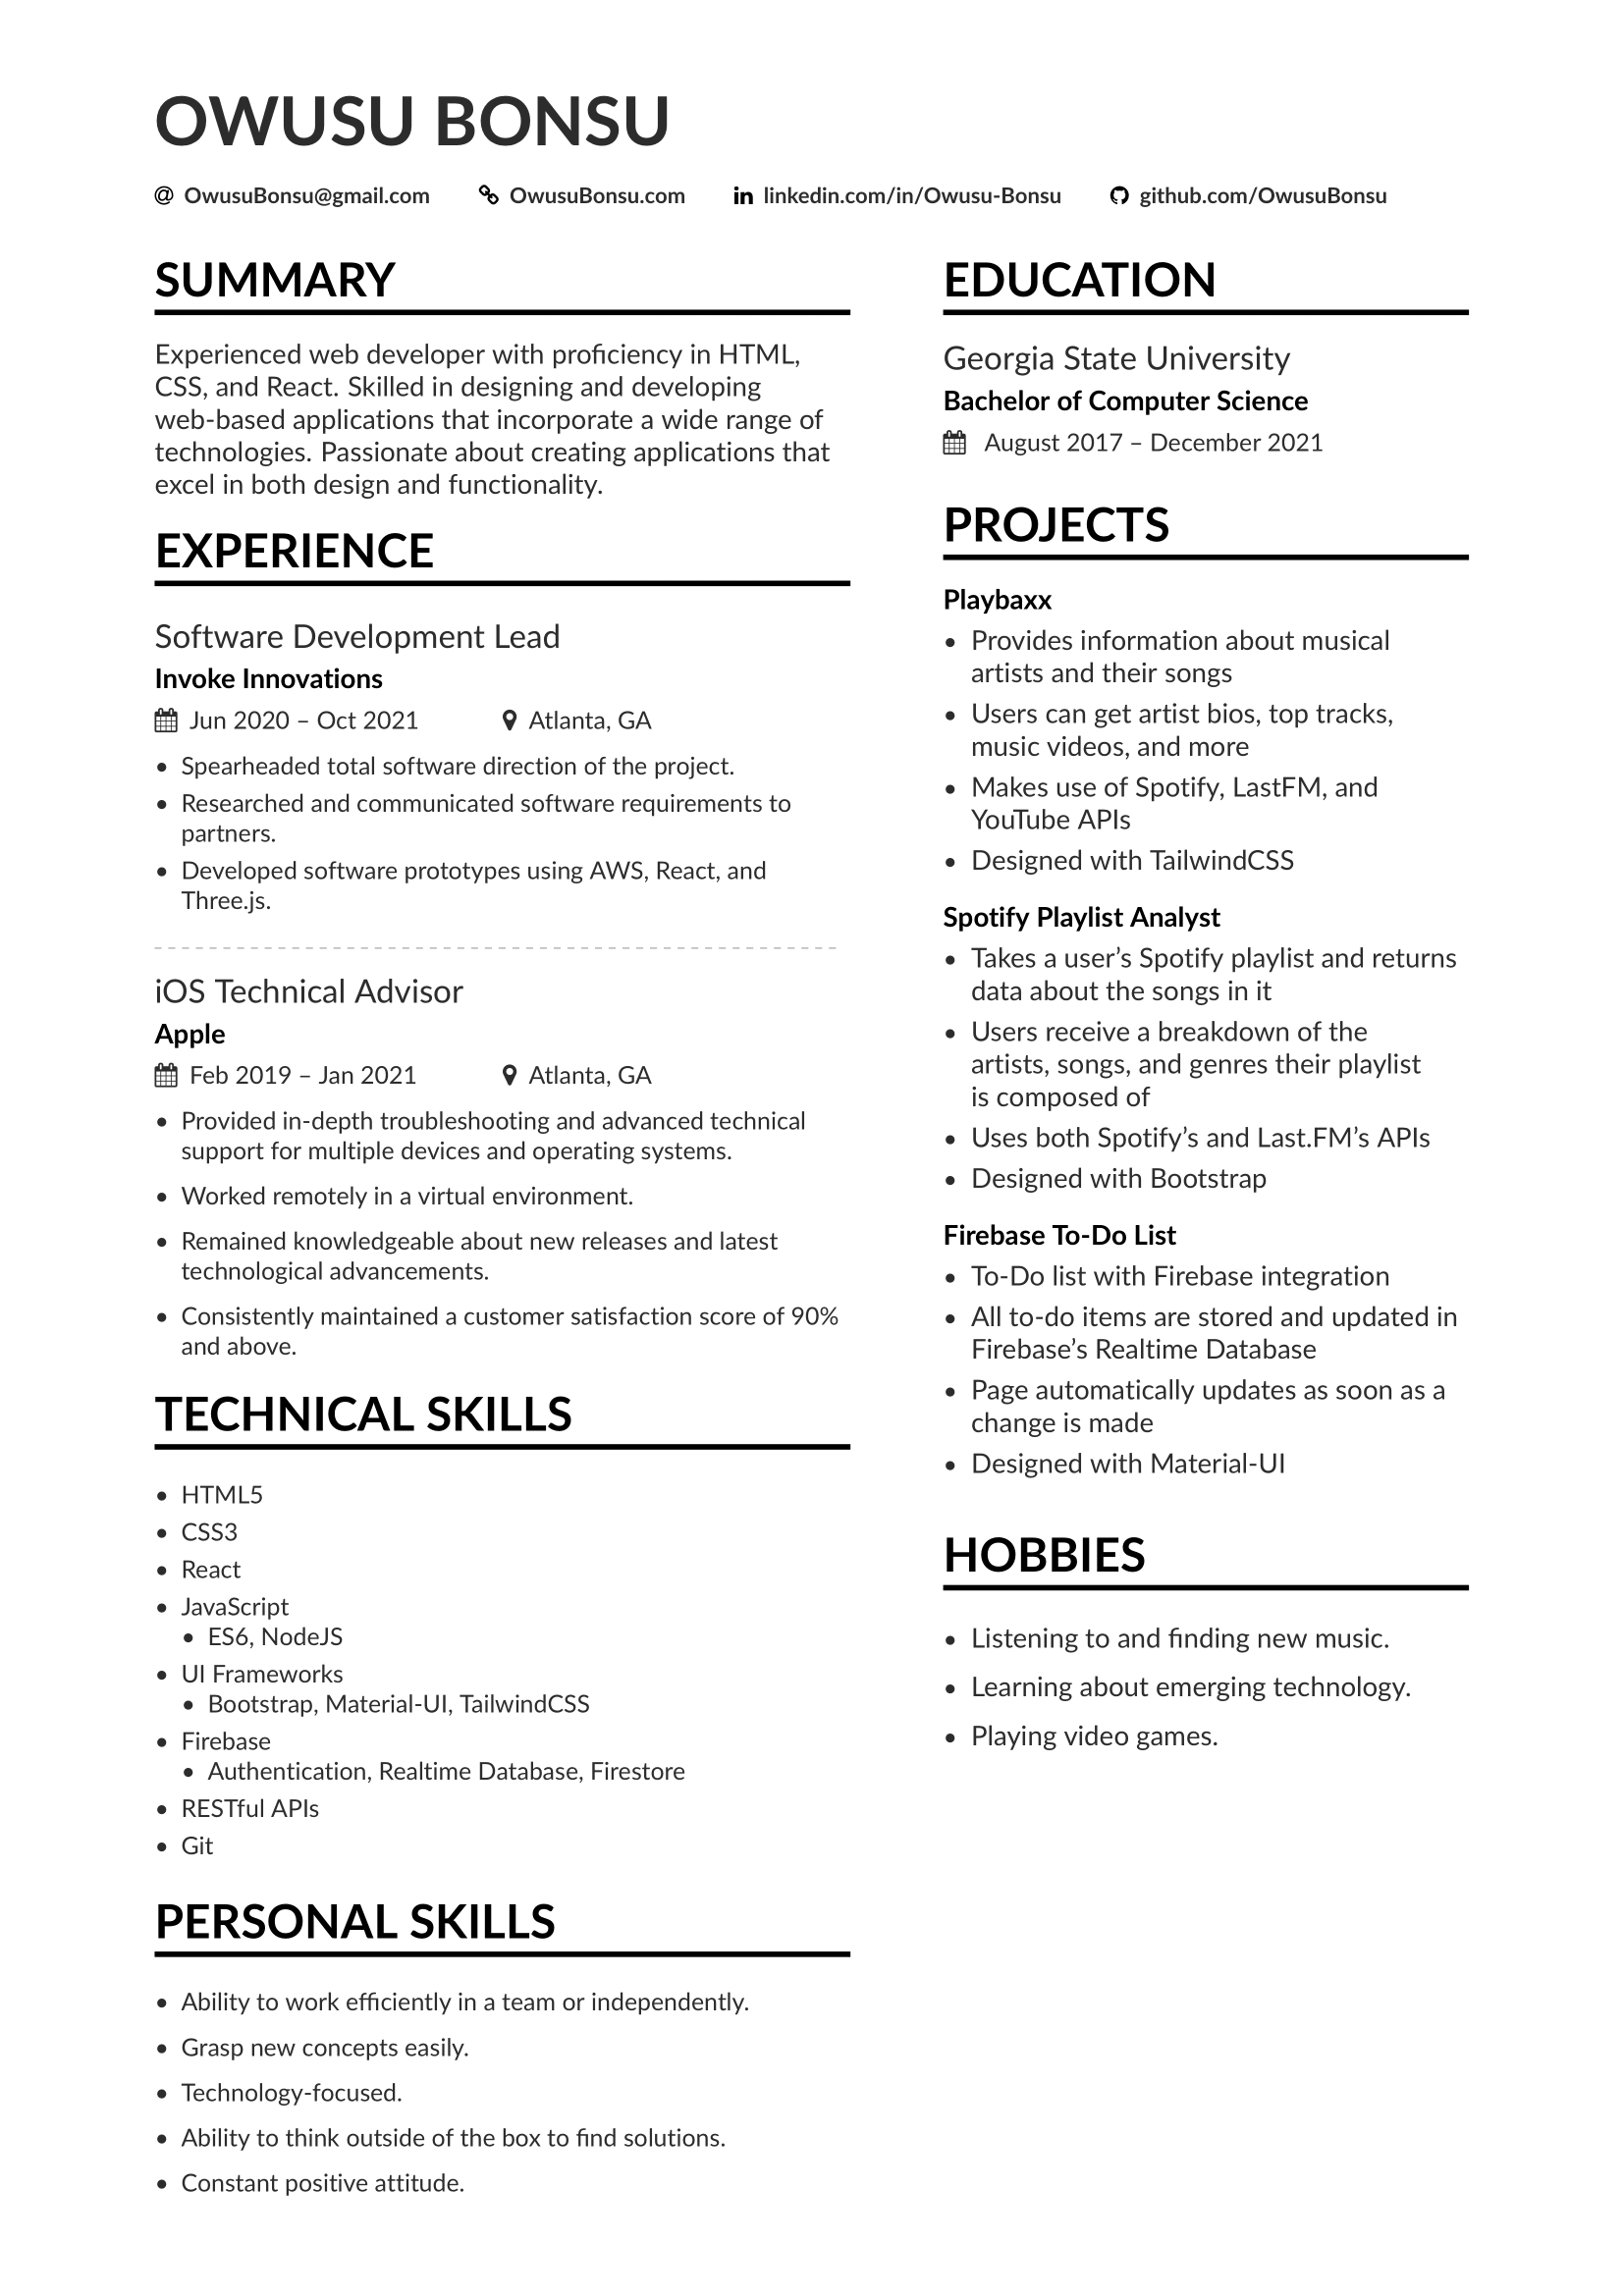 OWUSU BONSU
OwusuBonsu@gmail.com OwusuBonsu.com linkedin.com/in/Owusu-Bonsu github.com/OwusuBonsu
SUMMARY
Experienced web developer with proficiency in HTML,
CSS, and React. Skilled in designing and developing
web-based applications that incorporate a wide range of
technologies. Passionate about creating applications that
excel in both design and functionality.
EXPERIENCE
Software Development Lead
Invoke Innovations
Jun 2020 – Oct 2021 Atlanta, GA
• Spearheaded total software direction of the project.
• Researched and communicated software requirements to
partners.
• Developed software prototypes using AWS, React, and
Three.js.
iOS Technical Advisor
Apple
Feb 2019 – Jan 2021 Atlanta, GA
• Provided in-depth troubleshooting and advanced technical
support for multiple devices and operating systems.
• Worked remotely in a virtual environment.
• Remained knowledgeable about new releases and latest
technological advancements.
• Consistently maintained a customer satisfaction score of 90%
and above.
TECHNICAL SKILLS
• HTML5
• CSS3
• React
• JavaScript
• ES6, NodeJS
• UI Frameworks
• Bootstrap, Material-UI, TailwindCSS
• Firebase
• Authentication, Realtime Database, Firestore
• RESTful APIs
• Git
PERSONAL SKILLS
• Ability to work efficiently in a team or independently.
• Grasp new concepts easily.
• Technology-focused.
• Ability to think outside of the box to find solutions.
• Constant positive attitude.
EDUCATION
Georgia State University
Bachelor of Computer Science
August 2017 – December 2021
PROJECTS
Playbaxx
• Provides information about musical
artists and their songs
• Users can get artist bios, top tracks,
music videos, and more
• Makes use of Spotify, LastFM, and
YouTube APIs
• Designed with TailwindCSS
Spotify Playlist Analyst
• Takes a user’s Spotify playlist and returns
data about the songs in it
• Users receive a breakdown of the
artists, songs, and genres their playlist
is composed of
• Uses both Spotify’s and Last.FM’s APIs
• Designed with Bootstrap
Firebase To-Do List
• To-Do list with Firebase integration
• All to-do items are stored and updated in
Firebase’s Realtime Database
• Page automatically updates as soon as a
change is made
• Designed with Material-UI
HOBBIES
• Listening to and finding new music.
• Learning about emerging technology.
• Playing video games.